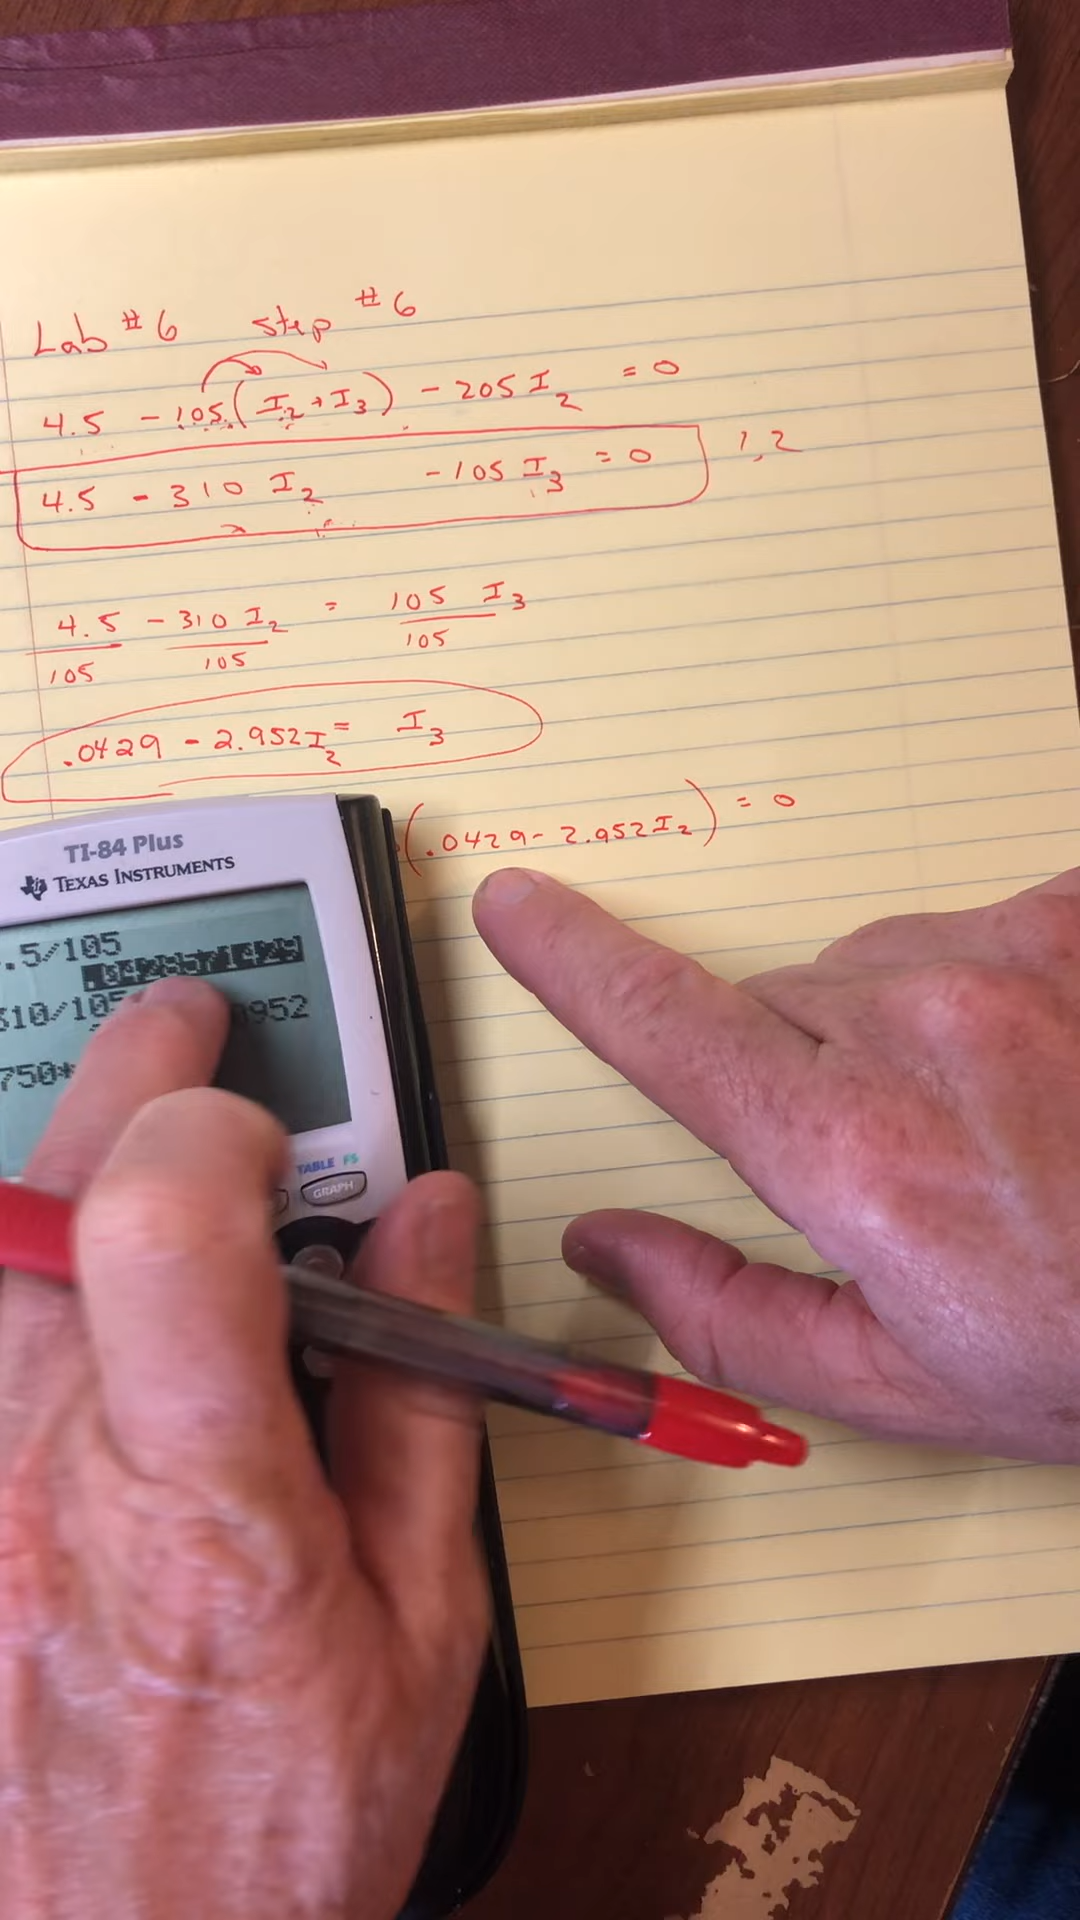 Lab #6 step #6
4.5 - 105 (I2 + I3) - 205 I2 = 0
4.5 - 310 I2 - 105 I3 = 0 1,2
4.5/105 - 310 I2/105 = 105 I3/105
.0429 - 2.952 I2 = I3
(.0429 - 2.952 I2) = 0
TI-84 Plus
TEXAS INSTRUMENTS
.5/105
310/105
952
750*
TABLE F5
GRAPH